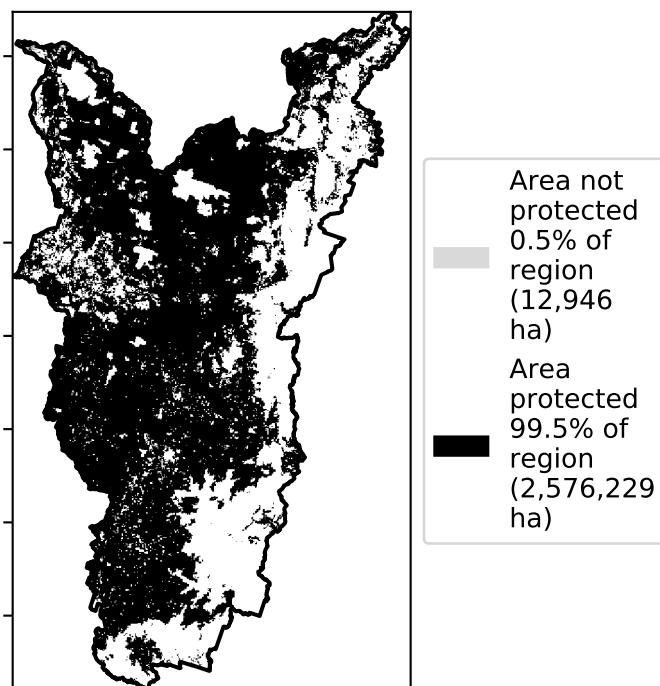 Area not
protected
0.5% of
region
(12,946
ha)
Area
protected
99.5% of
region
(2,576,229
ha)